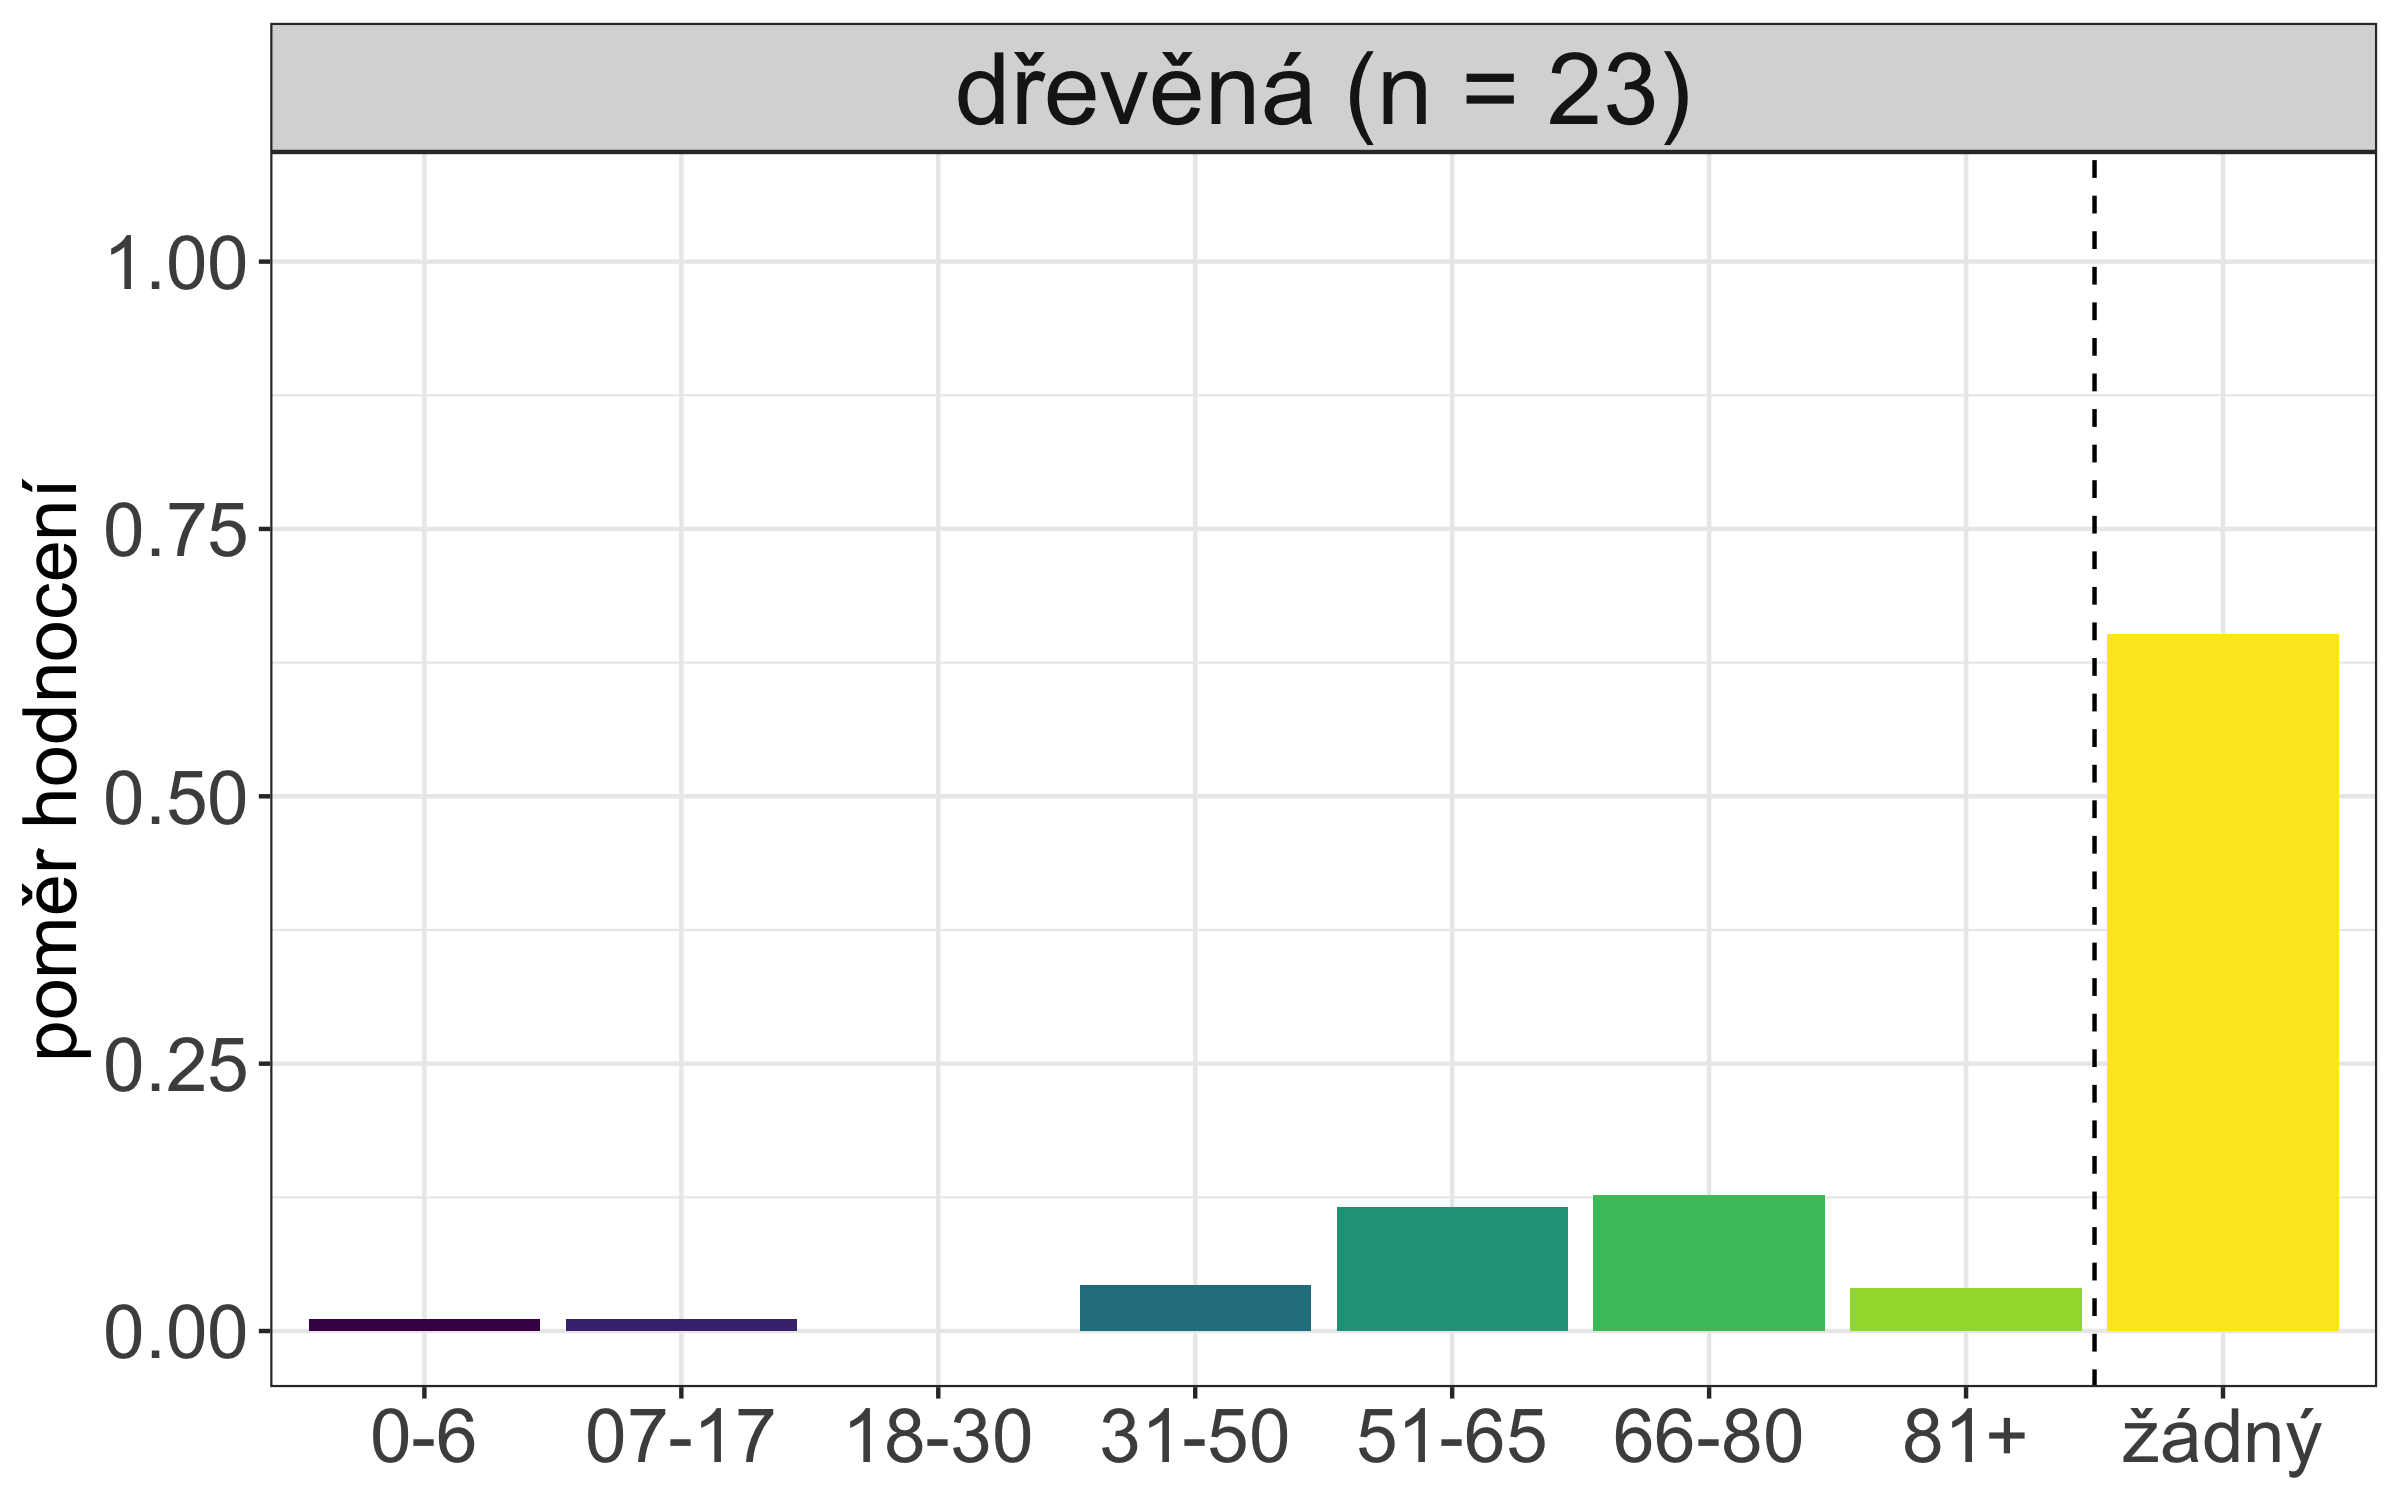 dřevěná (n = 23)
poměr hodnocení
1.00
0.75
0.50
0.25
0.00
0-6 07-17 18-30 31-50 51-65 66-80 81+ žádný